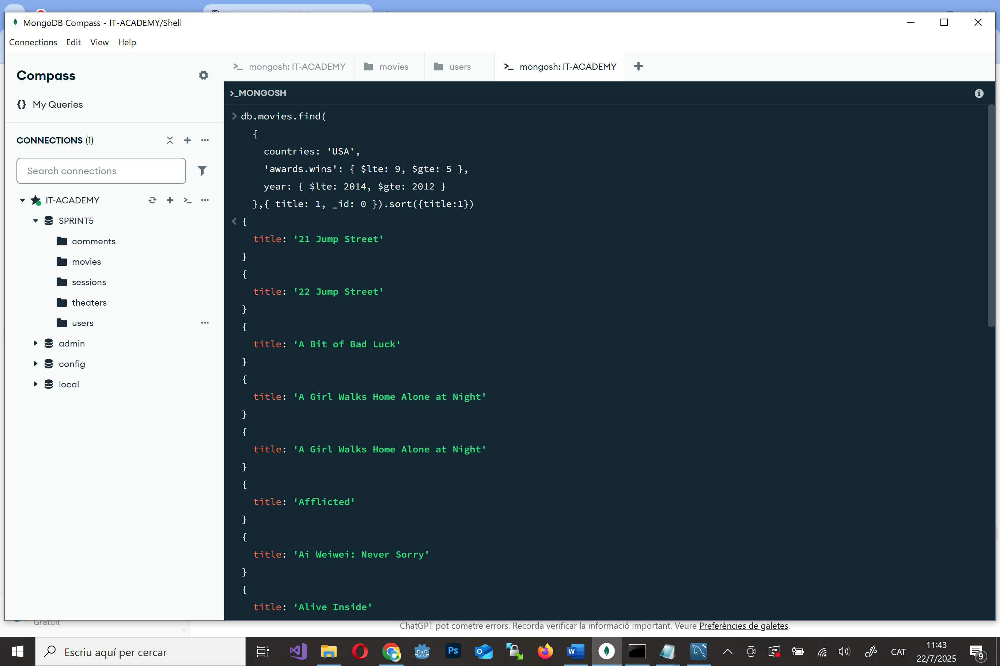 MongoDB Compass - IT-ACADEMY/Shell
Connections Edit View Help
Compass
{} My Queries
CONNECTIONS (1)
Search connections
IT-ACADEMY
SPRINT5
comments
movies
sessions
theaters
users
admin
config
local
mongosh: IT-ACADEMY
movies
users
mongosh: IT-ACADEMY
>_MONGOSH
db.movies.find(
{
countries: 'USA',
'awards.wins': { $lte: 9, $gte: 5 },
year: { $lte: 2014, $gte: 2012 }
},{ title: 1, _id: 0 }).sort({title:1})
{
title: '21 Jump Street'
}
{
title: '22 Jump Street'
}
{
title: 'A Bit of Bad Luck'
}
{
title: 'A Girl Walks Home Alone at Night'
}
{
title: 'A Girl Walks Home Alone at Night'
}
{
title: 'Afflicted'
}
{
title: 'Ai Weiwei: Never Sorry'
}
{
title: 'Alive Inside'
Gratuït
ChatGPT pot cometre errors. Recorda verificar la informació important. Veure Preferències de galetes.
Escriu aquí per cercar
Ps
CAT
11:43
22/7/2025
9